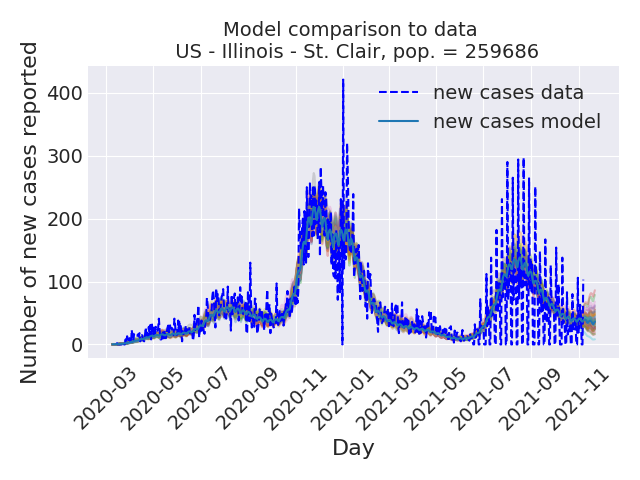 Model comparison to data
US - Illinois - St. Clair, pop. = 259686
Number of new cases reported
400
300
200
100
0
new cases data
new cases model
2020-03
2020-05
2020-07
2020-09
2020-11
2021-01
2021-03
2021-05
2021-07
2021-09
2021-11
Day